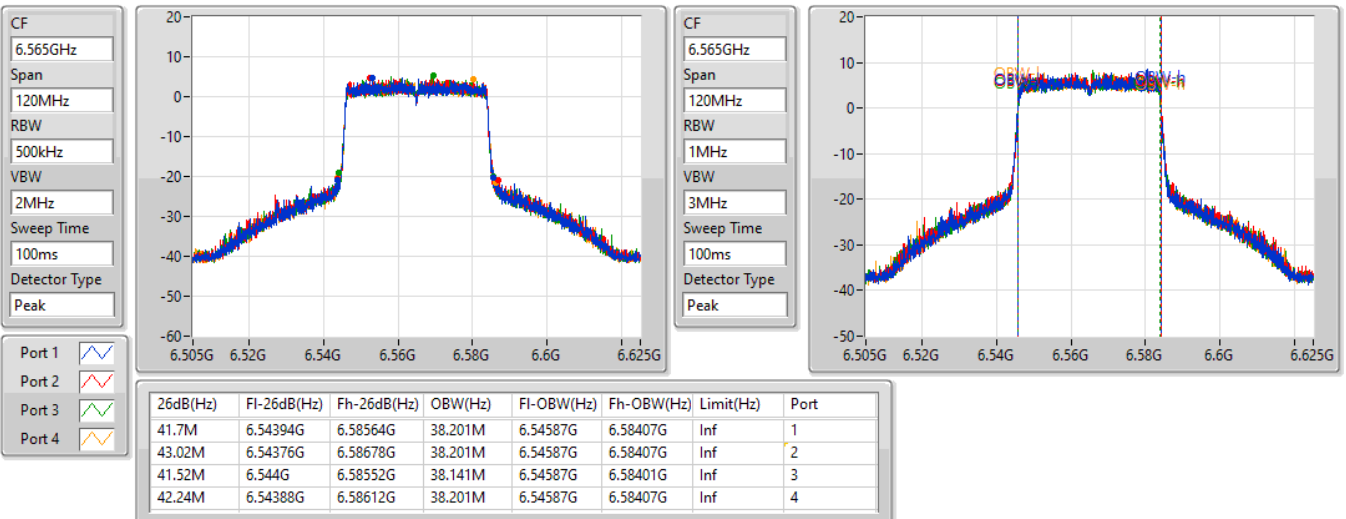 CF
6.565GHz
Span
120MHz
RBW
500kHz
VBW
2MHz
Sweep Time
100ms
Detector Type
Peak
20
10
0
-10
-20
-30
-40
-50
-60
6.505G 6.52G 6.54G 6.56G 6.58G 6.6G 6.625G
CF
6.565GHz
Span
120MHz
RBW
1MHz
VBW
3MHz
Sweep Time
100ms
Detector Type
Peak
20
10
0
-10
-20
-30
-40
-50
OBW-l OBW-h
6.505G 6.52G 6.54G 6.56G 6.58G 6.6G 6.625G
Port 1
Port 2
Port 3
Port 4
26dB(Hz) Fl-26dB(Hz) Fh-26dB(Hz) OBW(Hz) Fl-OBW(Hz) Fh-OBW(Hz) Limit(Hz) Port
41.7M 6.54394G 6.58564G 38.201M 6.54587G 6.58407G Inf 1
43.02M 6.54376G 6.58678G 38.201M 6.54587G 6.58407G Inf 2
41.52M 6.544G 6.58552G 38.141M 6.54587G 6.58401G Inf 3
42.24M 6.54388G 6.58612G 38.201M 6.54587G 6.58407G Inf 4